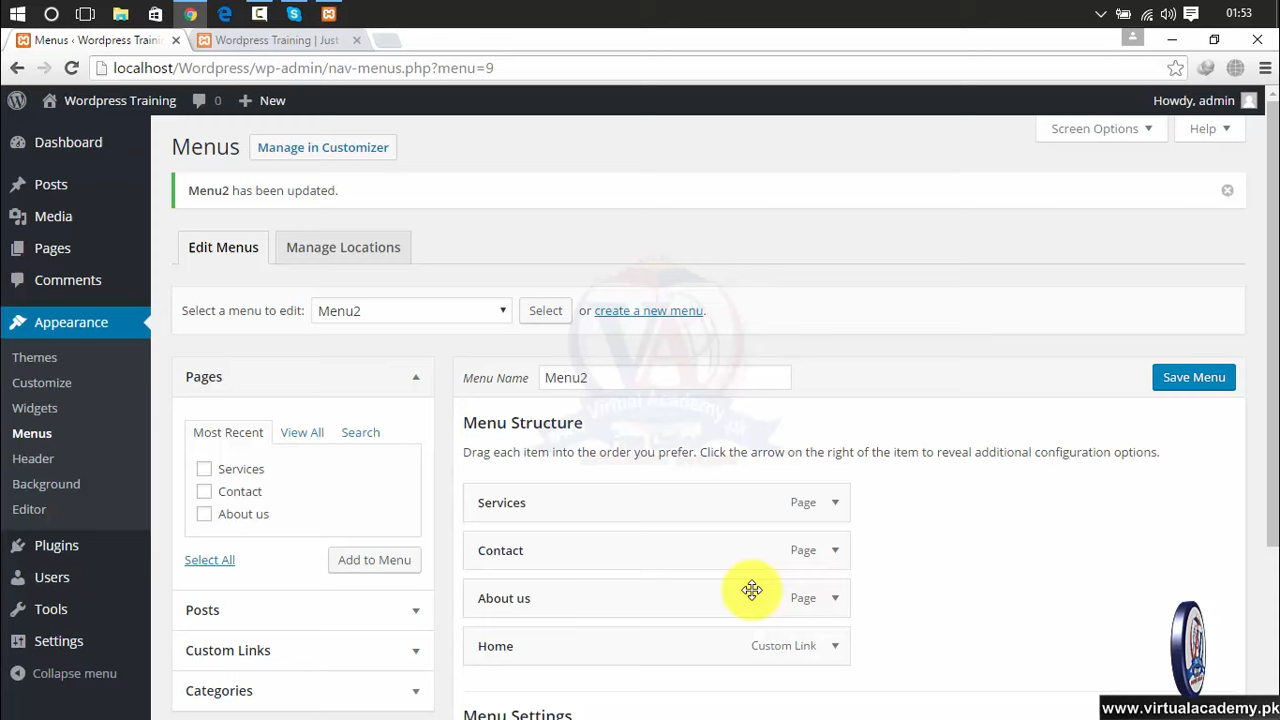 01:53
Menus ‹ Wordpress Traini
Wordpress Training | Just
localhost/Wordpress/wp-admin/nav-menus.php?menu=9
Wordpress Training
0
New
Howdy, admin
Dashboard
Posts
Media
Pages
Comments
Appearance
Themes
Customize
Widgets
Menus
Header
Background
Editor
Plugins
Users
Tools
Settings
Collapse menu
Screen Options
Help
Menus
Manage in Customizer
Menu2 has been updated.
Edit Menus
Manage Locations
Select a menu to edit: Menu2 Select or create a new menu.
Pages
Most Recent View All Search
Services
Contact
About us
Select All
Add to Menu
Posts
Custom Links
Categories
Menu Name Menu2
Save Menu
Menu Structure
Drag each item into the order you prefer. Click the arrow on the right of the item to reveal additional configuration options.
Services Page
Contact Page
About us Page
Home Custom Link
Menu Settings
VA
Virtual Academy
www.virtualacademy.pk